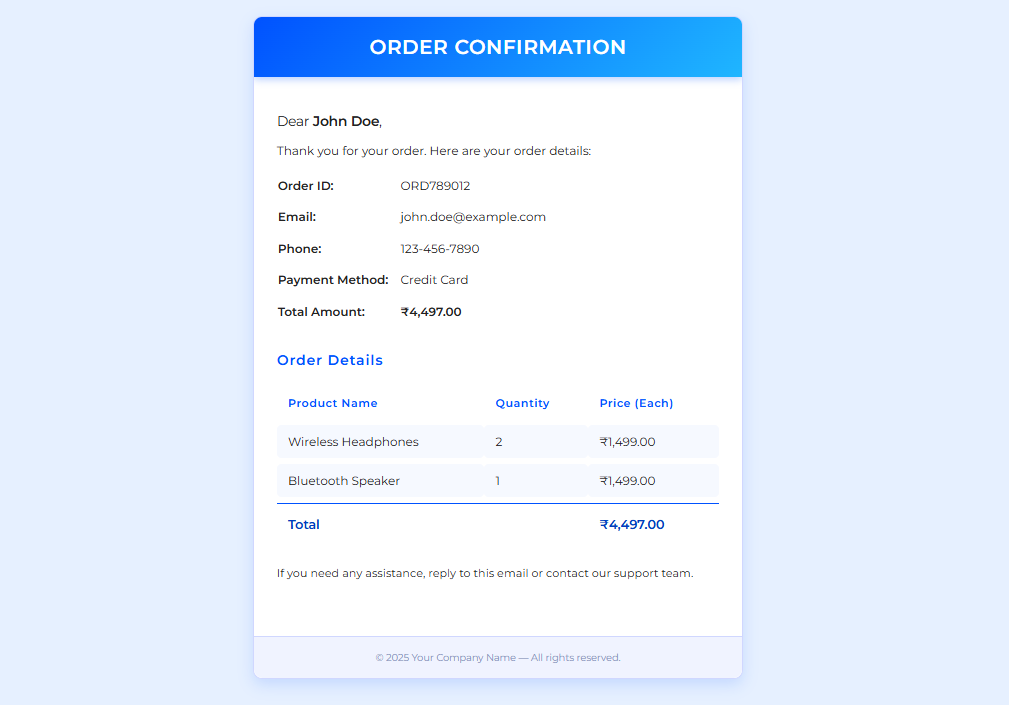 ORDER CONFIRMATION
Dear John Doe,
Thank you for your order. Here are your order details:
Order ID: ORD789012
Email: john.doe@example.com
Phone: 123-456-7890
Payment Method: Credit Card
Total Amount: ₹4,497.00
Order Details
Product Name Quantity Price (Each)
Wireless Headphones 2 ₹1,499.00
Bluetooth Speaker 1 ₹1,499.00
Total ₹4,497.00
If you need any assistance, reply to this email or contact our support team.
© 2025 Your Company Name — All rights reserved.